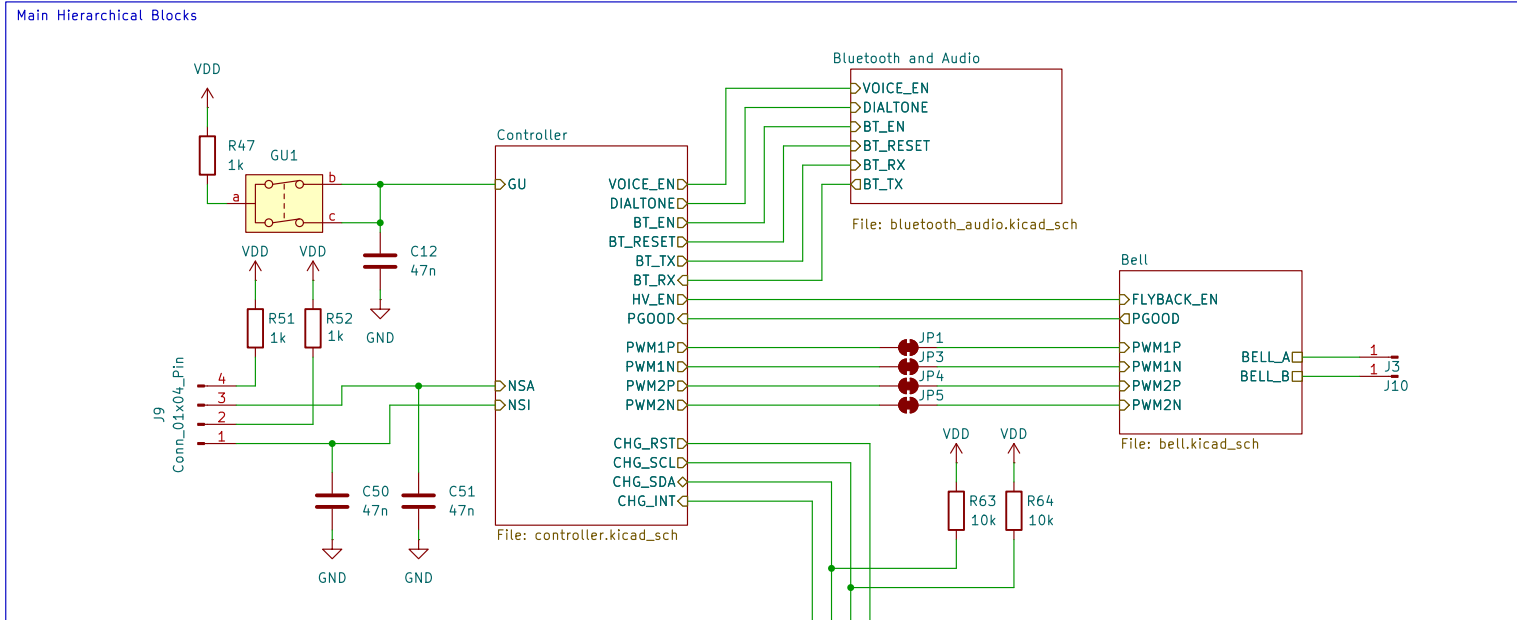 Main Hierarchical Blocks
VDD
R47
1k
GU1
a
b
c
C12
47n
GND
VDD
VDD
R51
1k
R52
1k
J9
Conn_01x04_Pin
4
3
2
1
C50
47n
C51
47n
GND
GND
Controller
GU
NSA
NSI
VOICE_EN
DIALTONE
BT_EN
BT_RESET
BT_TX
BT_RX
HV_EN
PGOOD
PWM1P
PWM1N
PWM2P
PWM2N
CHG_RST
CHG_SCL
CHG_SDA
CHG_INT
File: controller.kicad_sch
Bluetooth and Audio
VOICE_EN
DIALTONE
BT_EN
BT_RESET
BT_RX
BT_TX
File: bluetooth_audio.kicad_sch
JP1
JP3
JP4
JP5
Bell
FLYBACK_EN
PGOOD
PWM1P
PWM1N
PWM2P
PWM2N
BELL_A
BELL_B
File: bell.kicad_sch
1
J3
1
J10
VDD
VDD
R63
10k
R64
10k